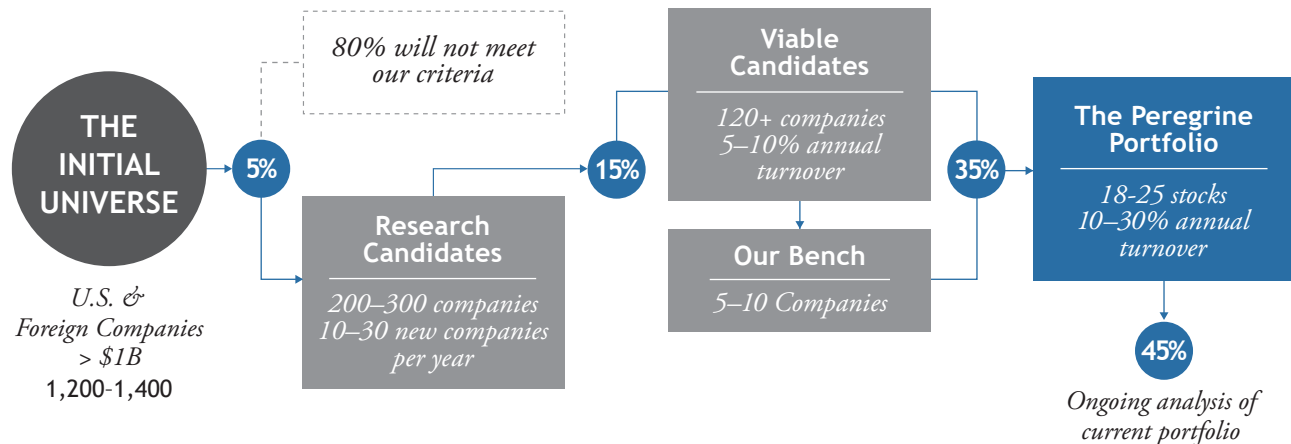 THE
INITIAL
UNIVERSE
U.S. &
Foreign Companies
> $1B
1,200-1,400
5%
80% will not meet
our criteria
Research
Candidates
200–300 companies
10–30 new companies
per year
15%
Viable
Candidates
120+ companies
5–10% annual
turnover
Our Bench
5–10 Companies
35%
The Peregrine
Portfolio
18-25 stocks
10–30% annual
turnover
45%
Ongoing analysis of
current portfolio